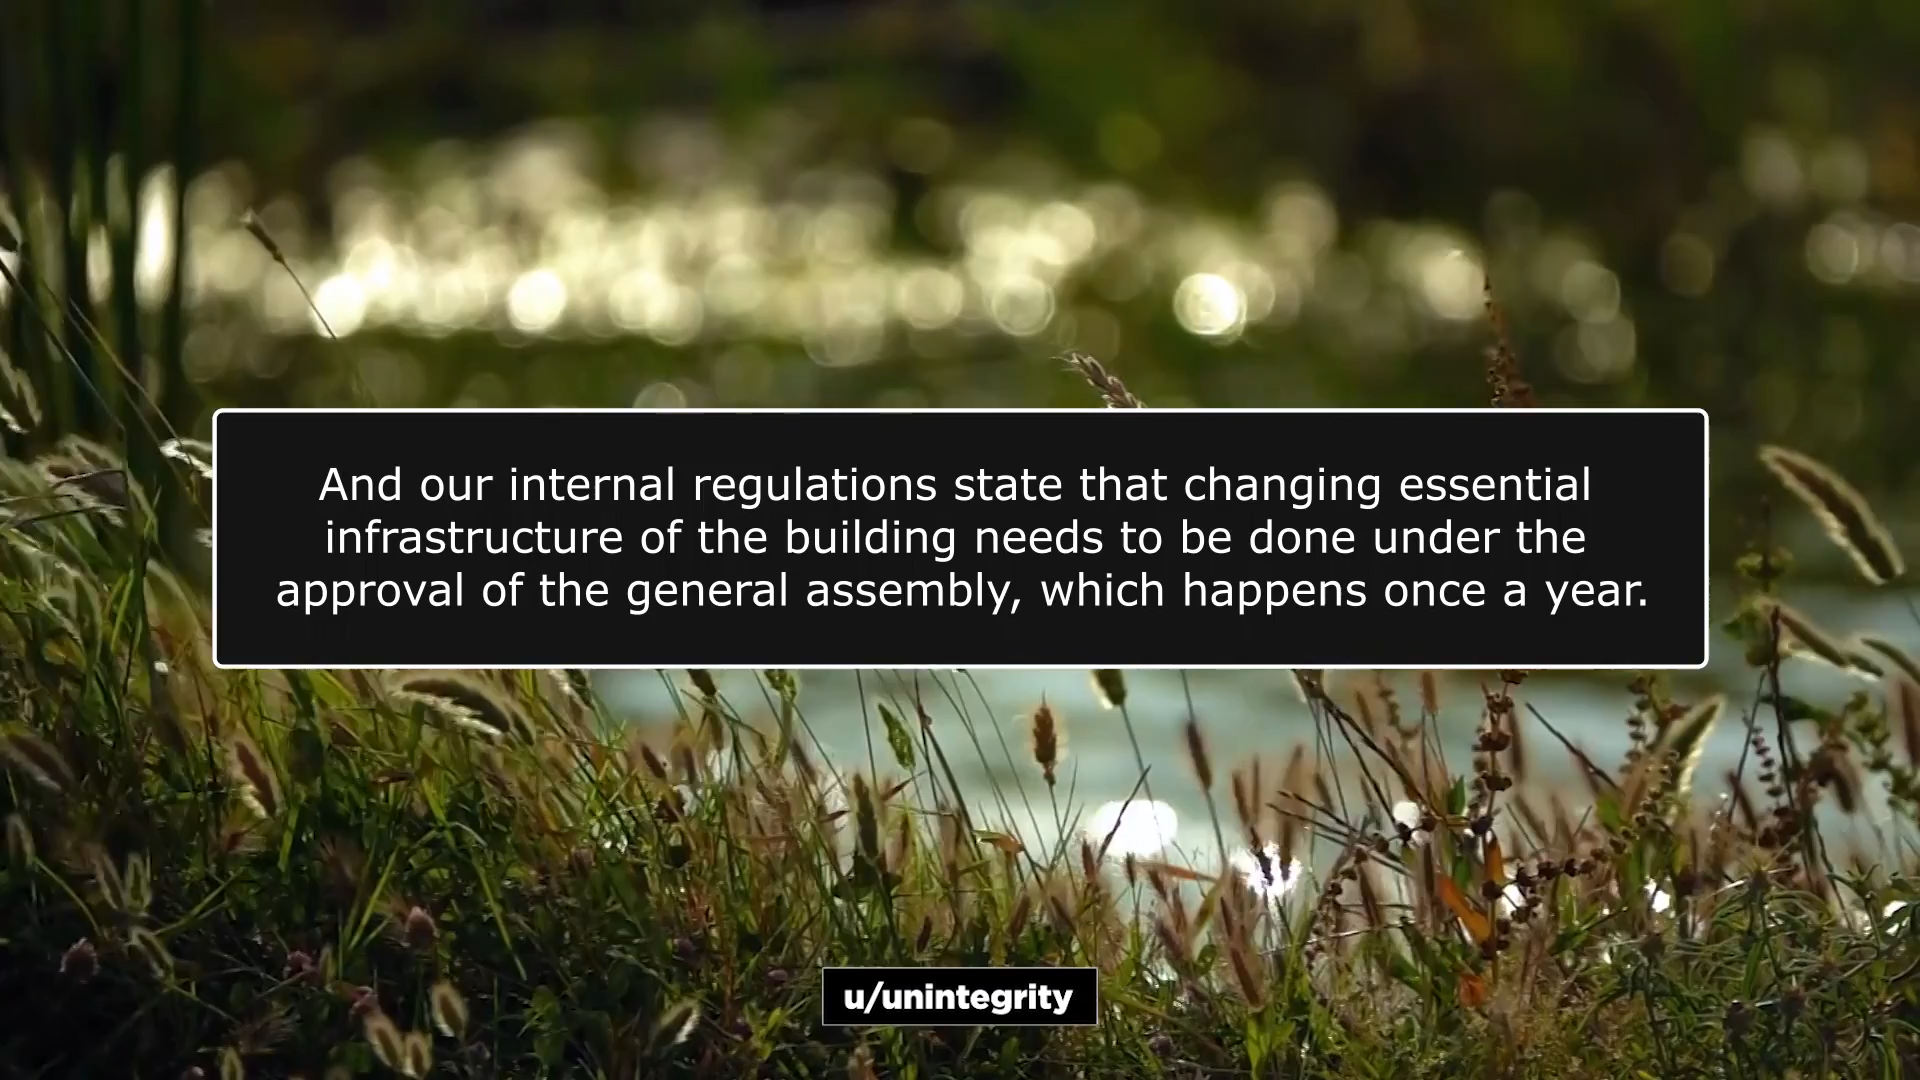 And our internal regulations state that changing essential
infrastructure of the building needs to be done under the
approval of the general assembly, which happens once a year.
u/unintegrity